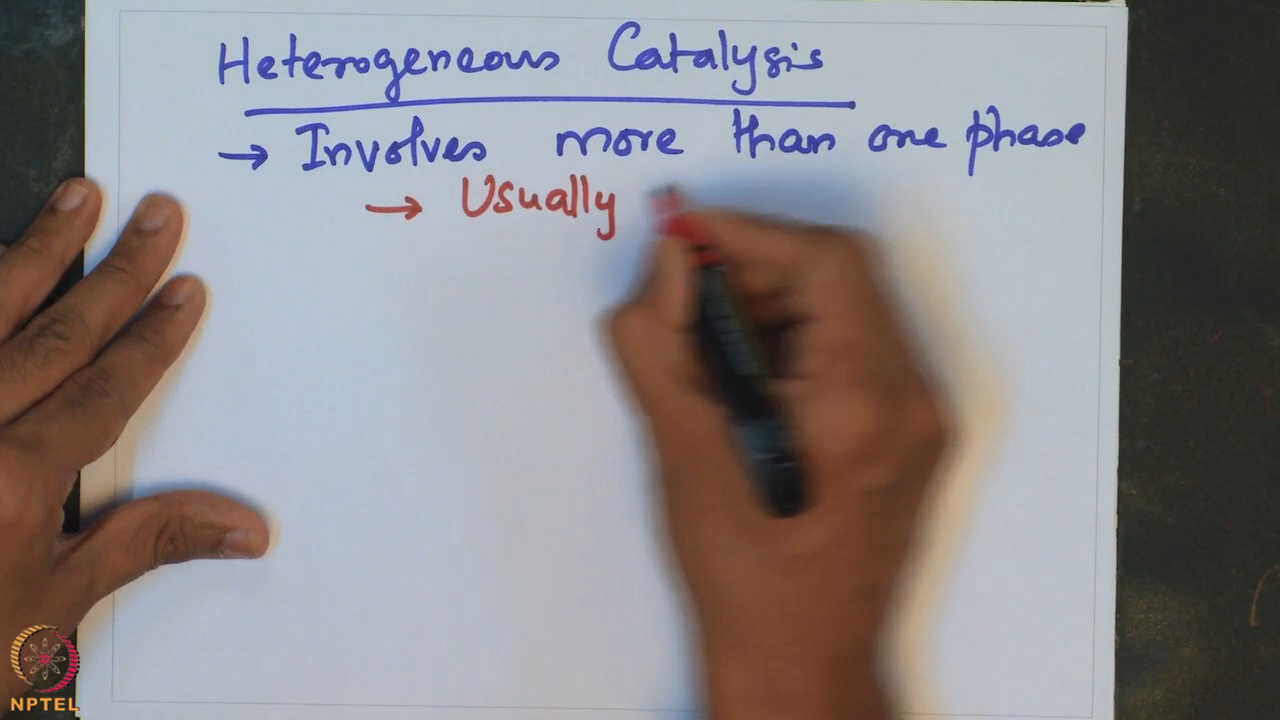 Heterogeneous Catalysis
→ Involves more than one phase
→ Usually
NPTEL